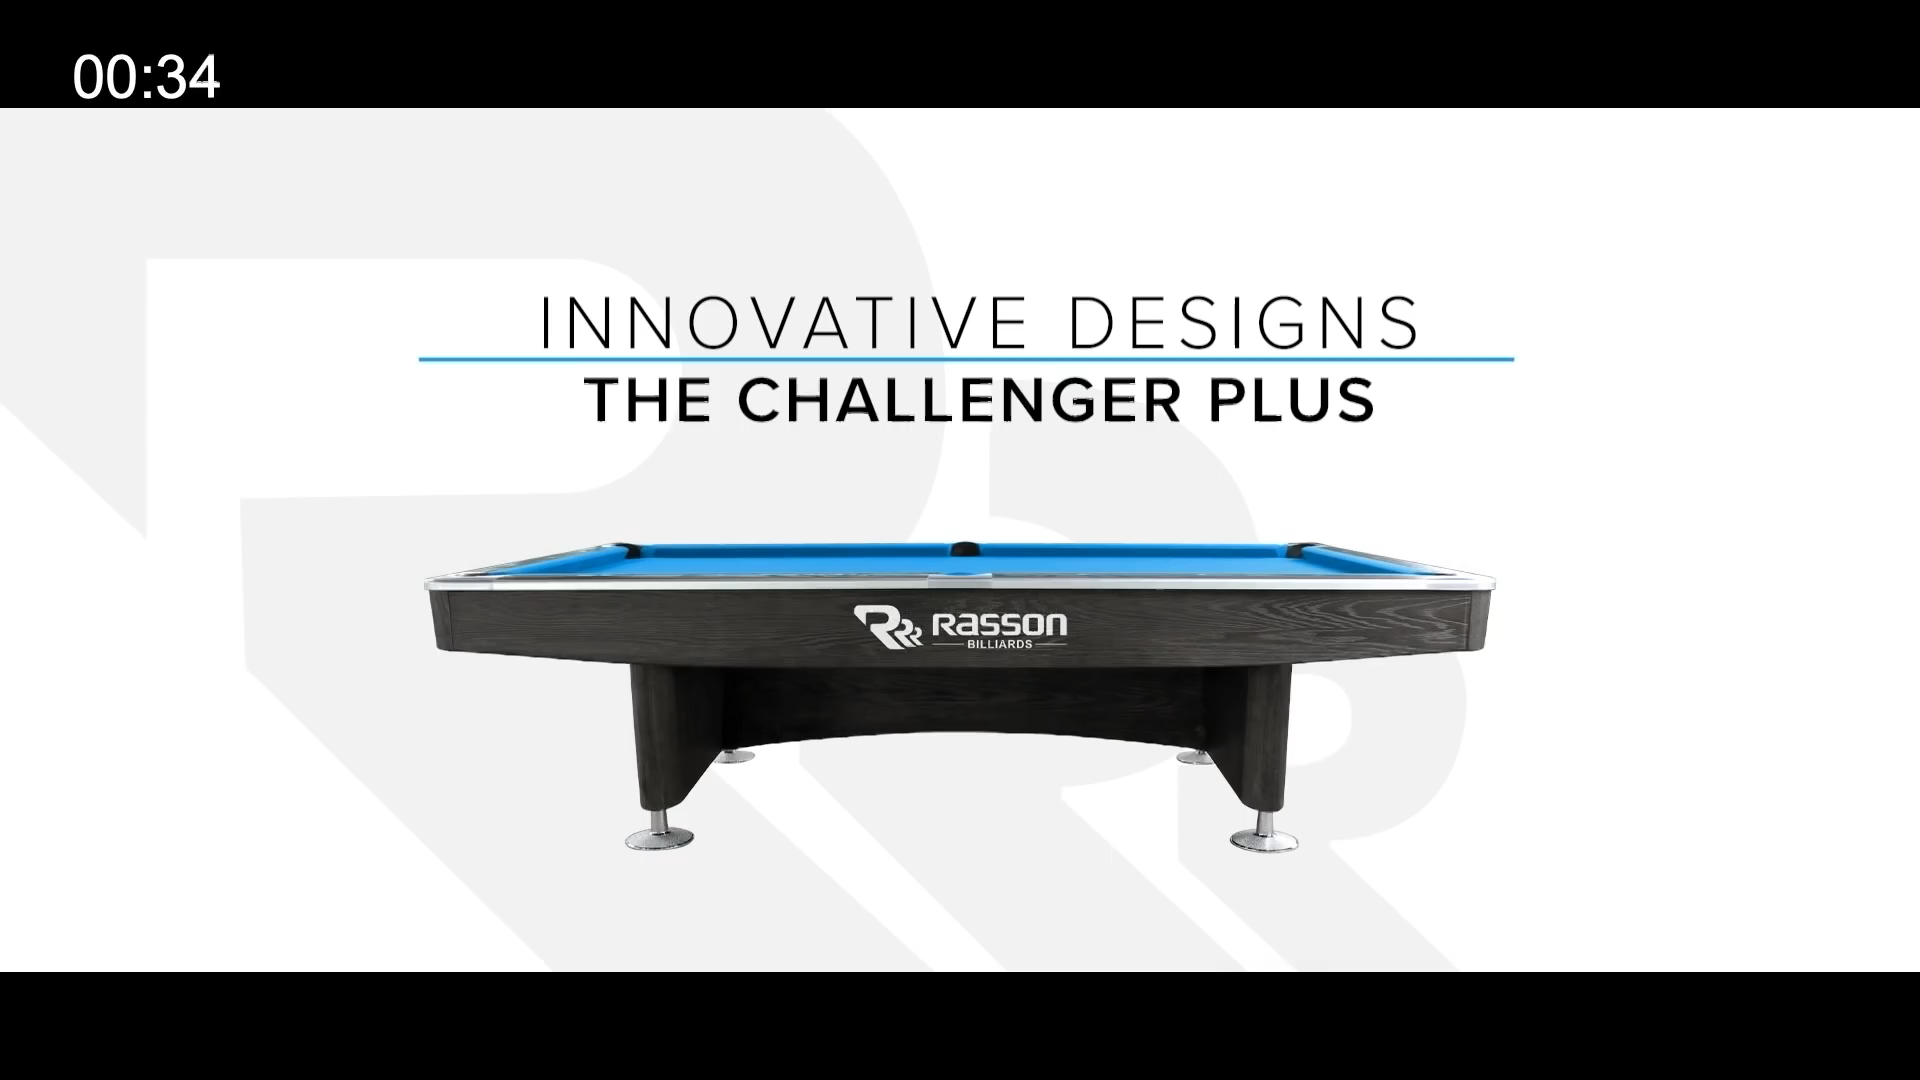 00:34
INNOVATIVE DESIGNS
THE CHALLENGER PLUS
RASSON
BILLIARDS